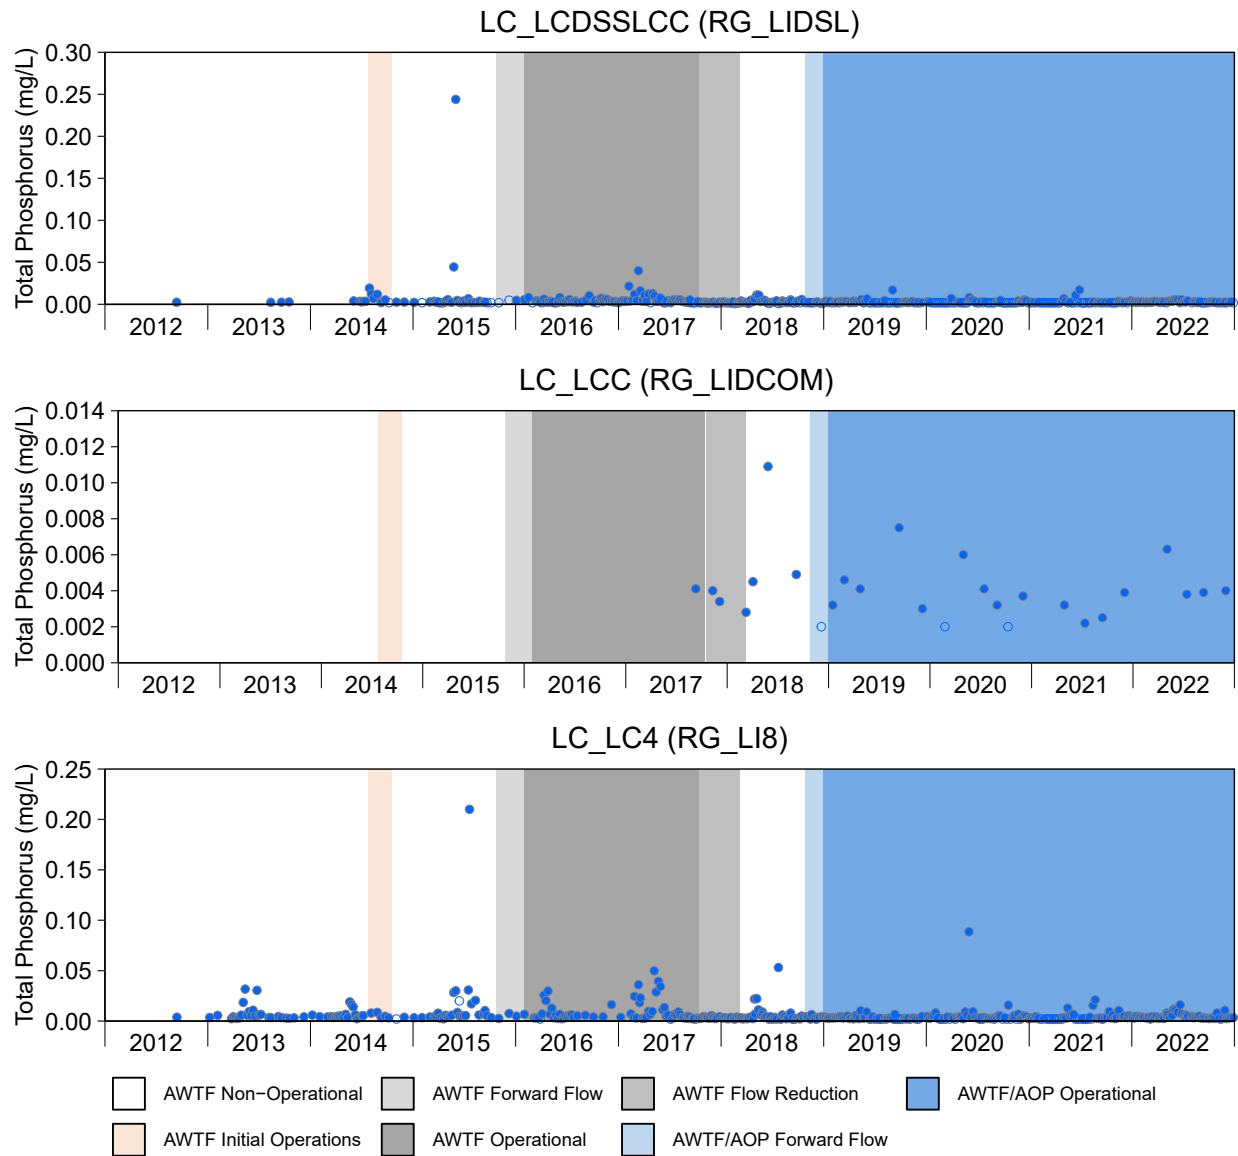 LC_LCDSSLCC (RG_LIDSL)
Total Phosphorus (mg/L)
0.30
0.25
0.20
0.15
0.10
0.05
0.00
2012 2013 2014 2015 2016 2017 2018 2019 2020 2021 2022
LC_LCC (RG_LIDCOM)
Total Phosphorus (mg/L)
0.014
0.012
0.010
0.008
0.006
0.004
0.002
0.000
2012 2013 2014 2015 2016 2017 2018 2019 2020 2021 2022
LC_LC4 (RG_LI8)
Total Phosphorus (mg/L)
0.25
0.20
0.15
0.10
0.05
0.00
2012 2013 2014 2015 2016 2017 2018 2019 2020 2021 2022
AWTF Non−Operational AWTF Forward Flow AWTF Flow Reduction AWTF/AOP Operational
AWTF Initial Operations AWTF Operational AWTF/AOP Forward Flow